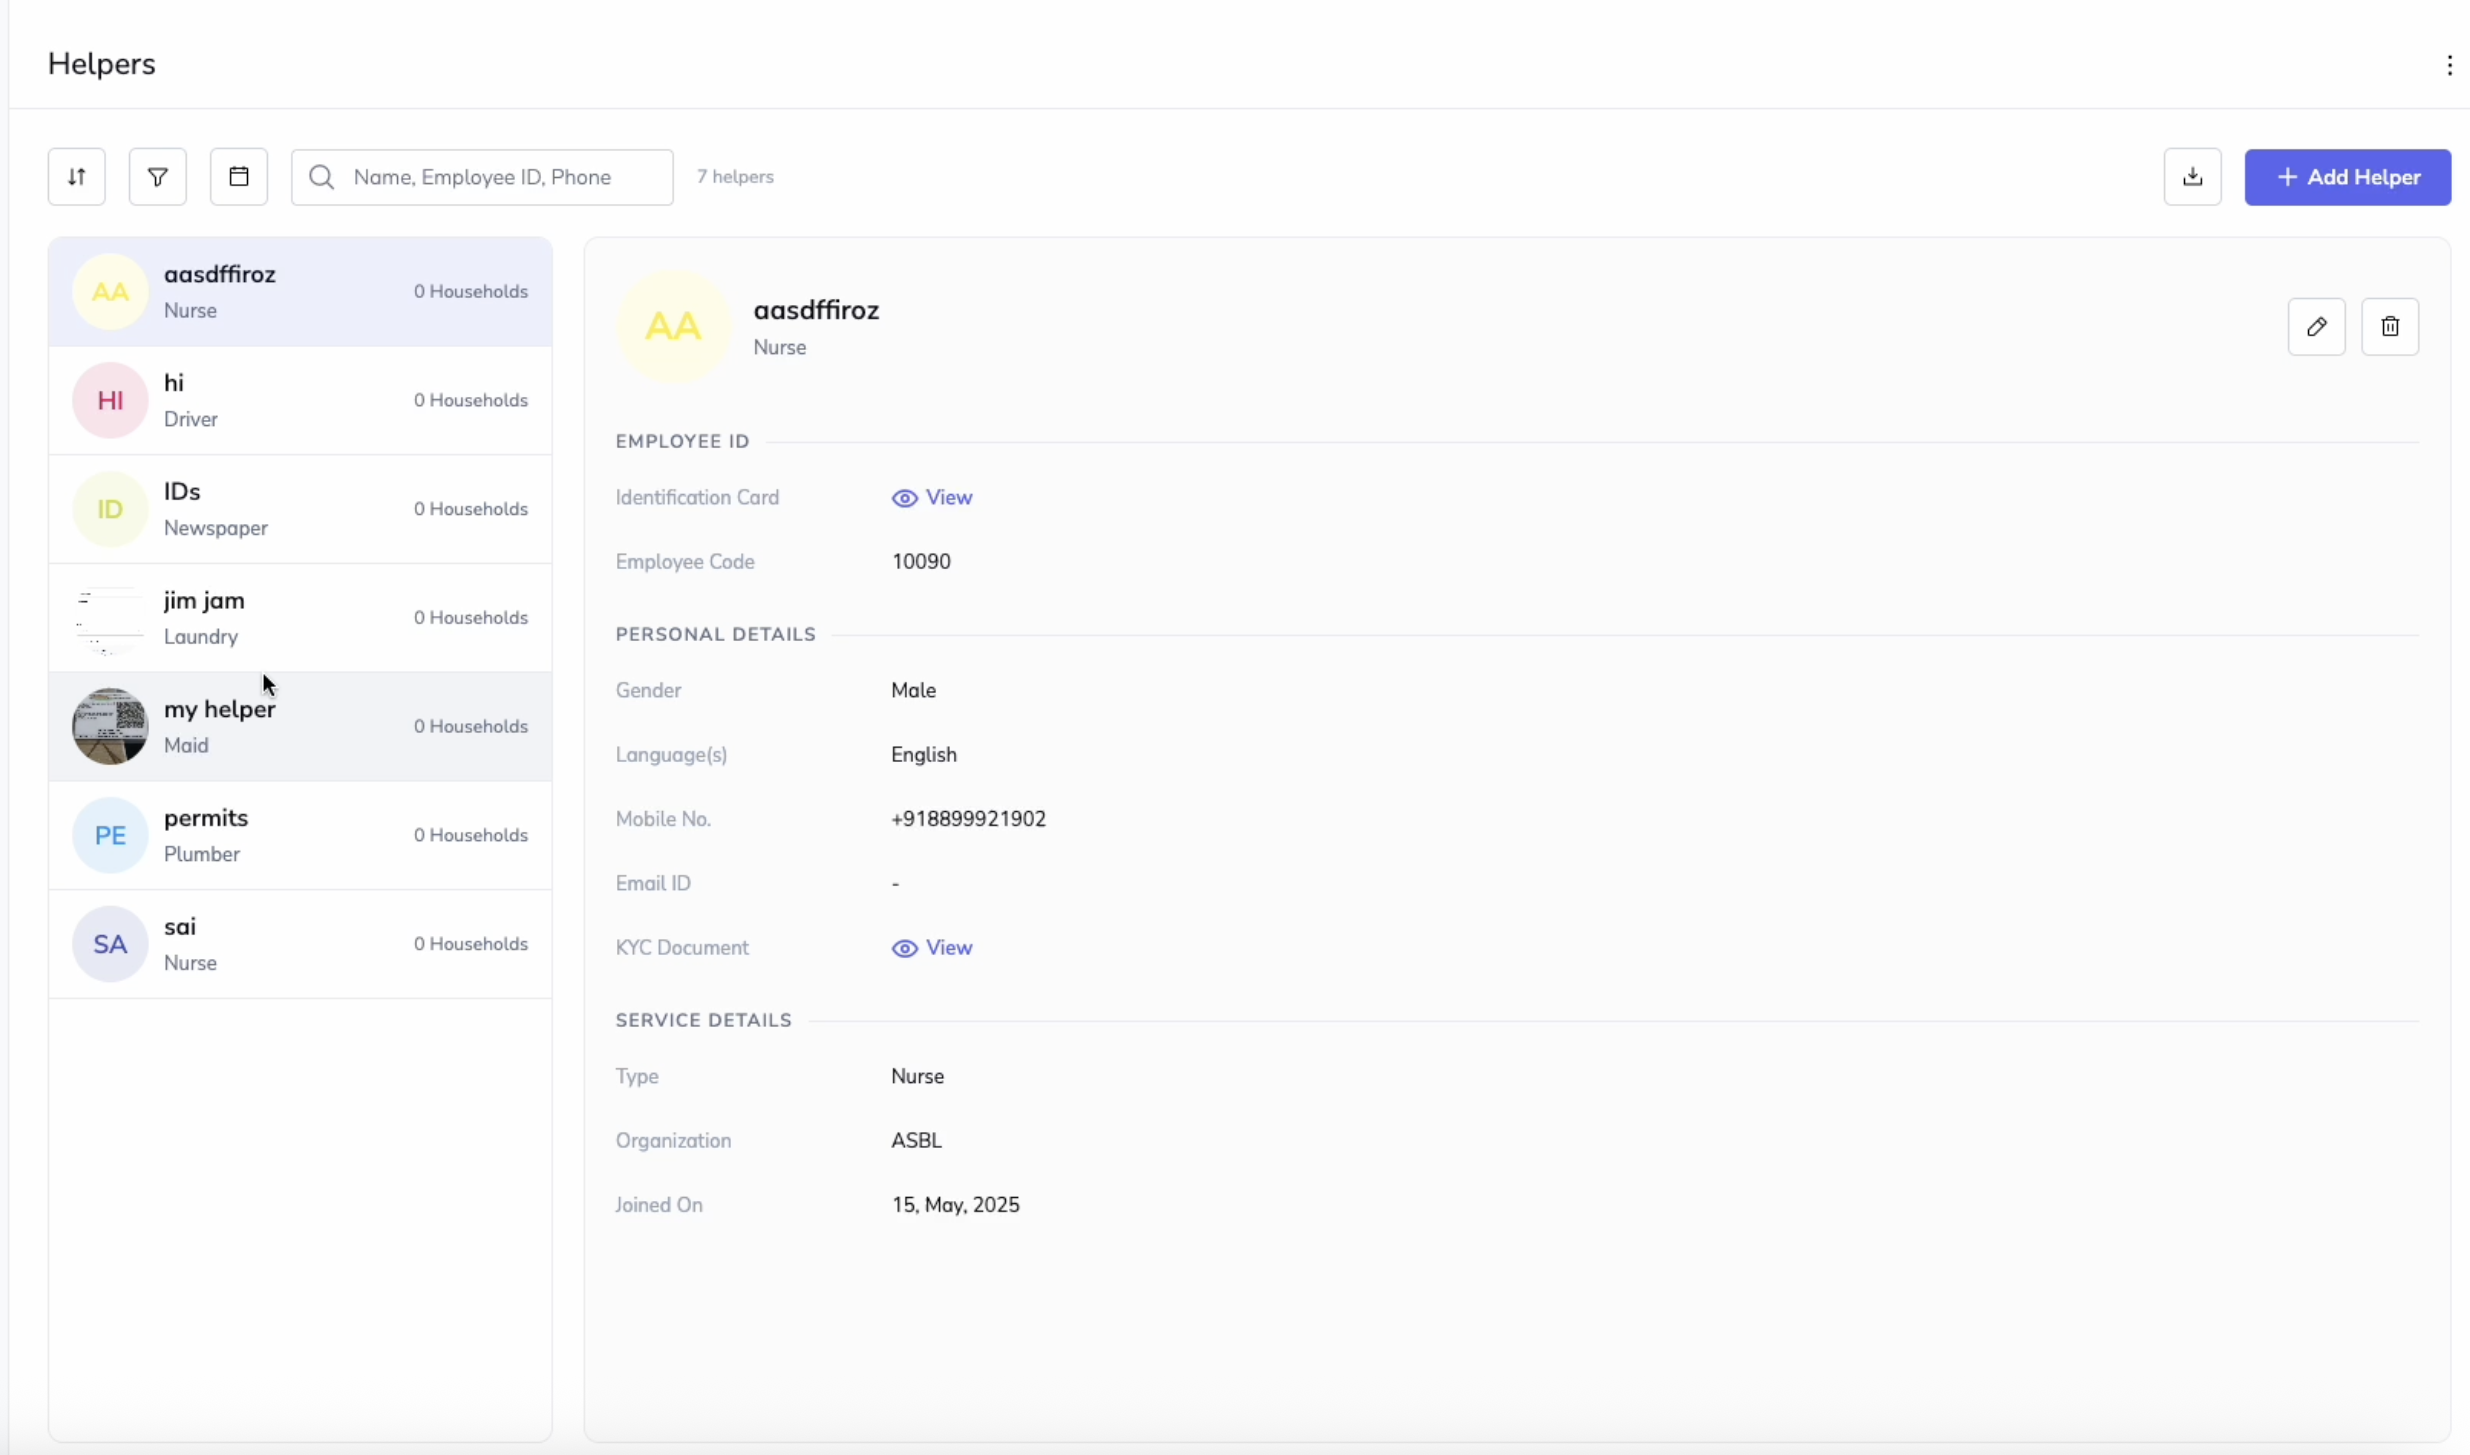 Helpers
Name, Employee ID, Phone
7 helpers
+ Add Helper
AA
aasdffiroz
Nurse
0 Households
HI
hi
Driver
0 Households
ID
IDs
Newspaper
0 Households
jim jam
Laundry
0 Households
my helper
Maid
0 Households
PE
permits
Plumber
0 Households
SA
sai
Nurse
0 Households
AA
aasdffiroz
Nurse
EMPLOYEE ID
Identification Card View
Employee Code 10090
PERSONAL DETAILS
Gender Male
Language(s) English
Mobile No. +918899921902
Email ID -
KYC Document View
SERVICE DETAILS
Type Nurse
Organization ASBL
Joined On 15, May, 2025